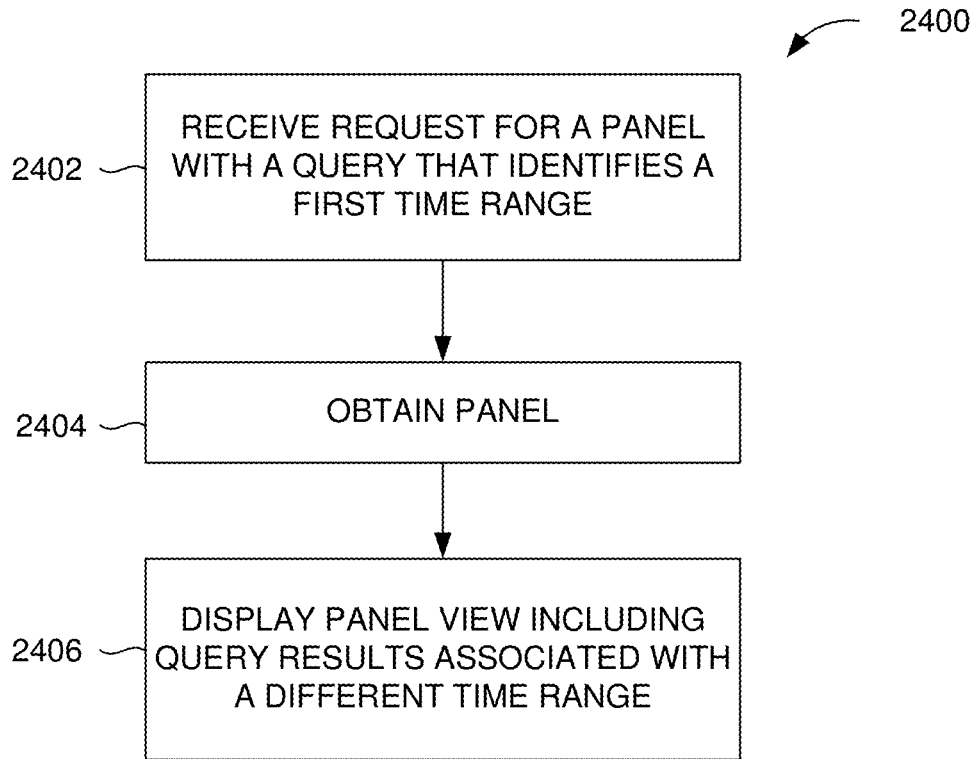 2400
2402
RECEIVE REQUEST FOR A PANEL
WITH A QUERY THAT IDENTIFIES A
FIRST TIME RANGE
2404
OBTAIN PANEL
2406
DISPLAY PANEL VIEW INCLUDING
QUERY RESULTS ASSOCIATED WITH
A DIFFERENT TIME RANGE